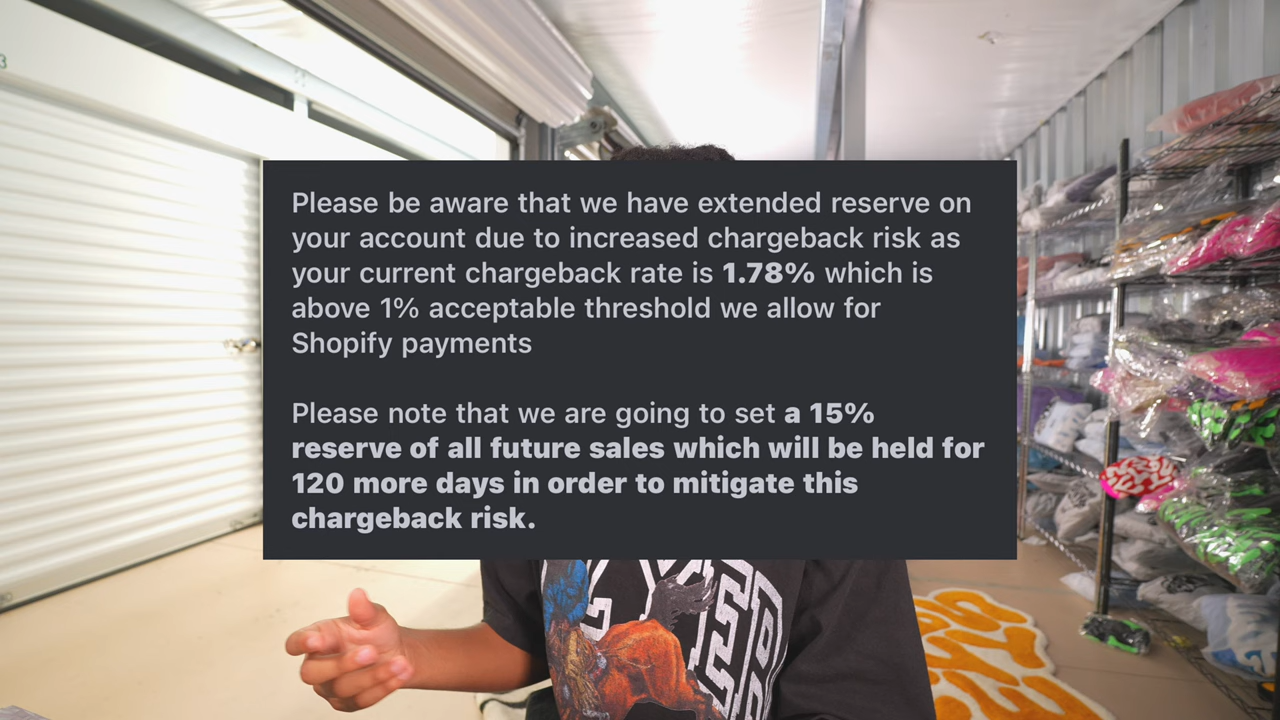 Please be aware that we have extended reserve on
your account due to increased chargeback risk as
your current chargeback rate is 1.78% which is
above 1% acceptable threshold we allow for
Shopify payments
Please note that we are going to set a 15%
reserve of all future sales which will be held for
120 more days in order to mitigate this
chargeback risk.